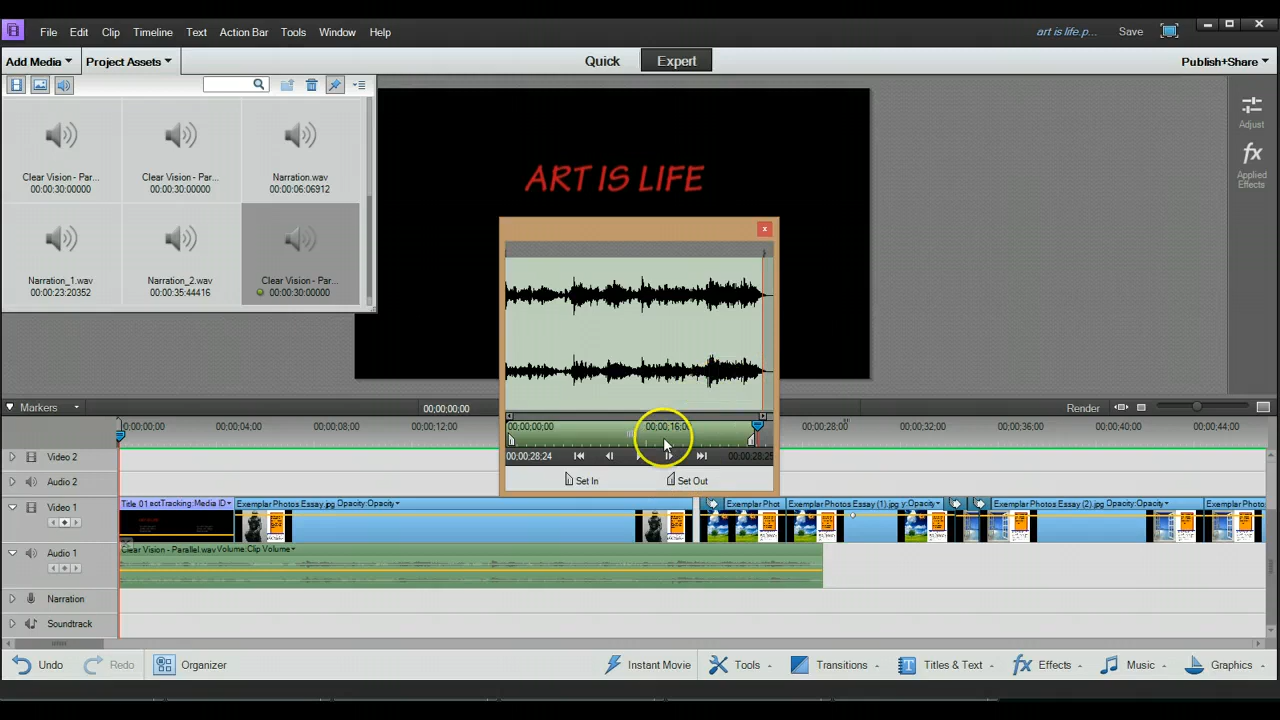 File Edit Clip Timeline Text Action Bar Tools Window Help
art is life.p... Save
Add Media Project Assets
Quick Expert
Publish+Share
Adjust
fx
Applied
Effects
Clear Vision - Par... Clear Vision - Par... Narration.wav
00:00:30:00000 00:00:30:00000 00:00:06:06912
Narration_1.wav Narration_2.wav Clear Vision - Par...
00:00:23:20352 00:00:35:44416 00:00:30:00000
ART IS LIFE
x
00;00;00;00 00;00;16;0
00:00:28:24 00:00:28:25
Set In Set Out
Markers 00;00;00;00 Render
00;00;00;00 00;00;04;00 00;00;08;00 00;00;12;00 00;00;28;00 00;00;32;00 00;00;36;00 00;00;40;00 00;00;44;00
Video 2
Audio 2
Video 1
Title 01 ectTracking:Media ID Exemplar Photos Essay.jpg Opacity:Opacity Exemplar Phot Exemplar Photos Essay (1).jpg y:Opacity Exemplar Photos Essay (2).jpg Opacity:Opacity Exemplar Photo
Audio 1
Clear Vision - Parallel.wav Volume:Clip Volume
Narration
Soundtrack
Undo Redo Organizer Instant Movie Tools Transitions Titles & Text fx Effects Music Graphics